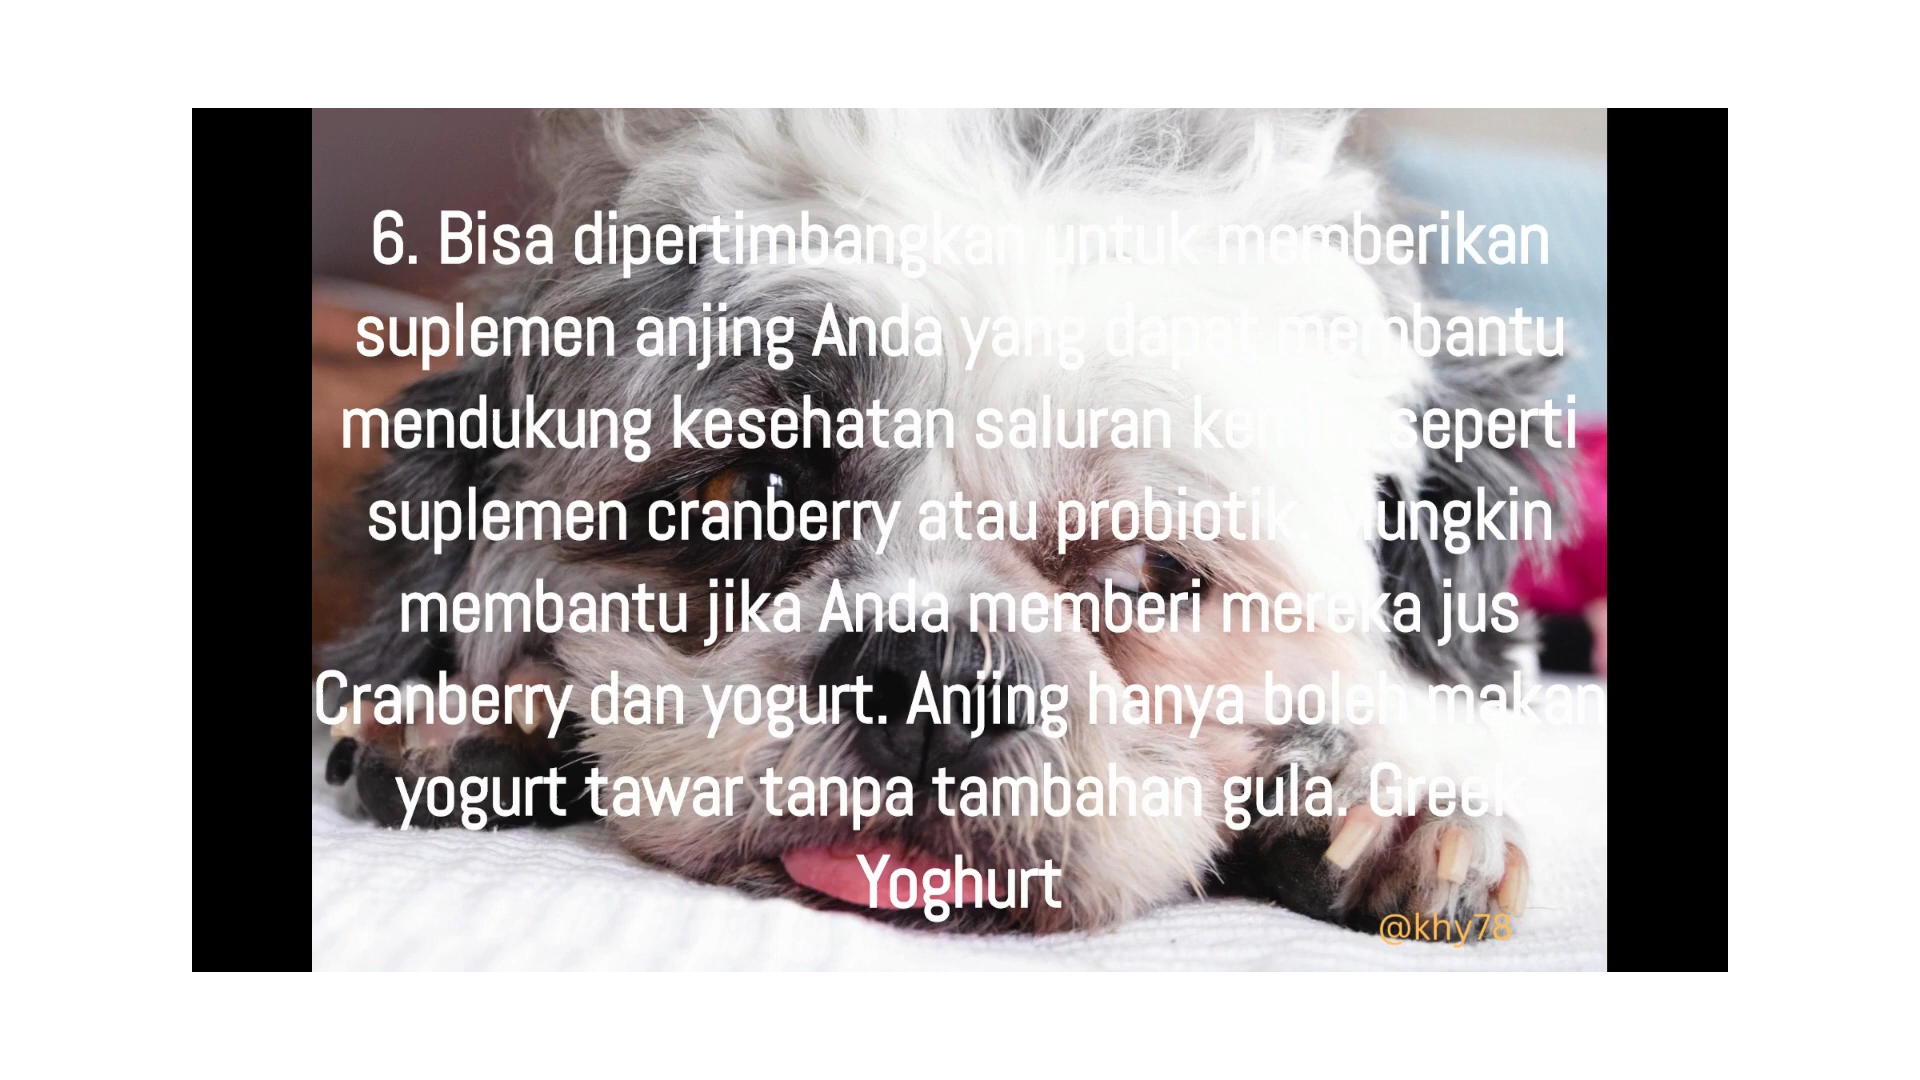 6. Bisa dipertimbangkan untuk memberikan
suplemen anjing Anda yang dapat membantu
mendukung kesehatan saluran kemih seperti
suplemen cranberry atau probiotik. Mungkin
membantu jika Anda memberi mereka jus
Cranberry dan yogurt. Anjing hanya boleh makan
yogurt tawar tanpa tambahan gula. Greek
Yoghurt
@khy78